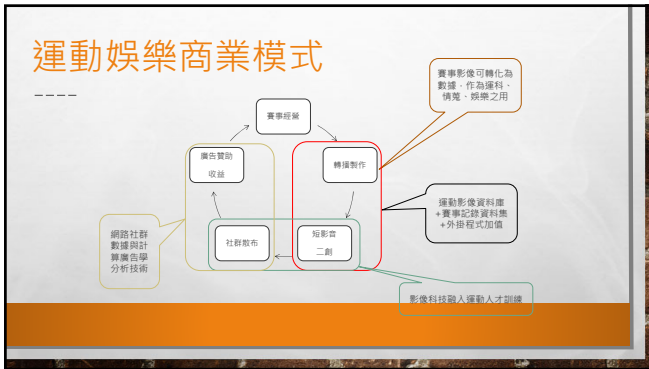 運動娛樂商業模式
----
賽事影像可轉化為
數據、作為運科、
情蒐、娛樂之用
賽事經營
廣告贊助
收益
轉播製作
運動影像資料庫
+賽事記錄資料集
+外掛程式加值
網路社群
數據與計
算廣告學
分析技術
社群散布
短影音
二創
影像科技融入運動人才訓練